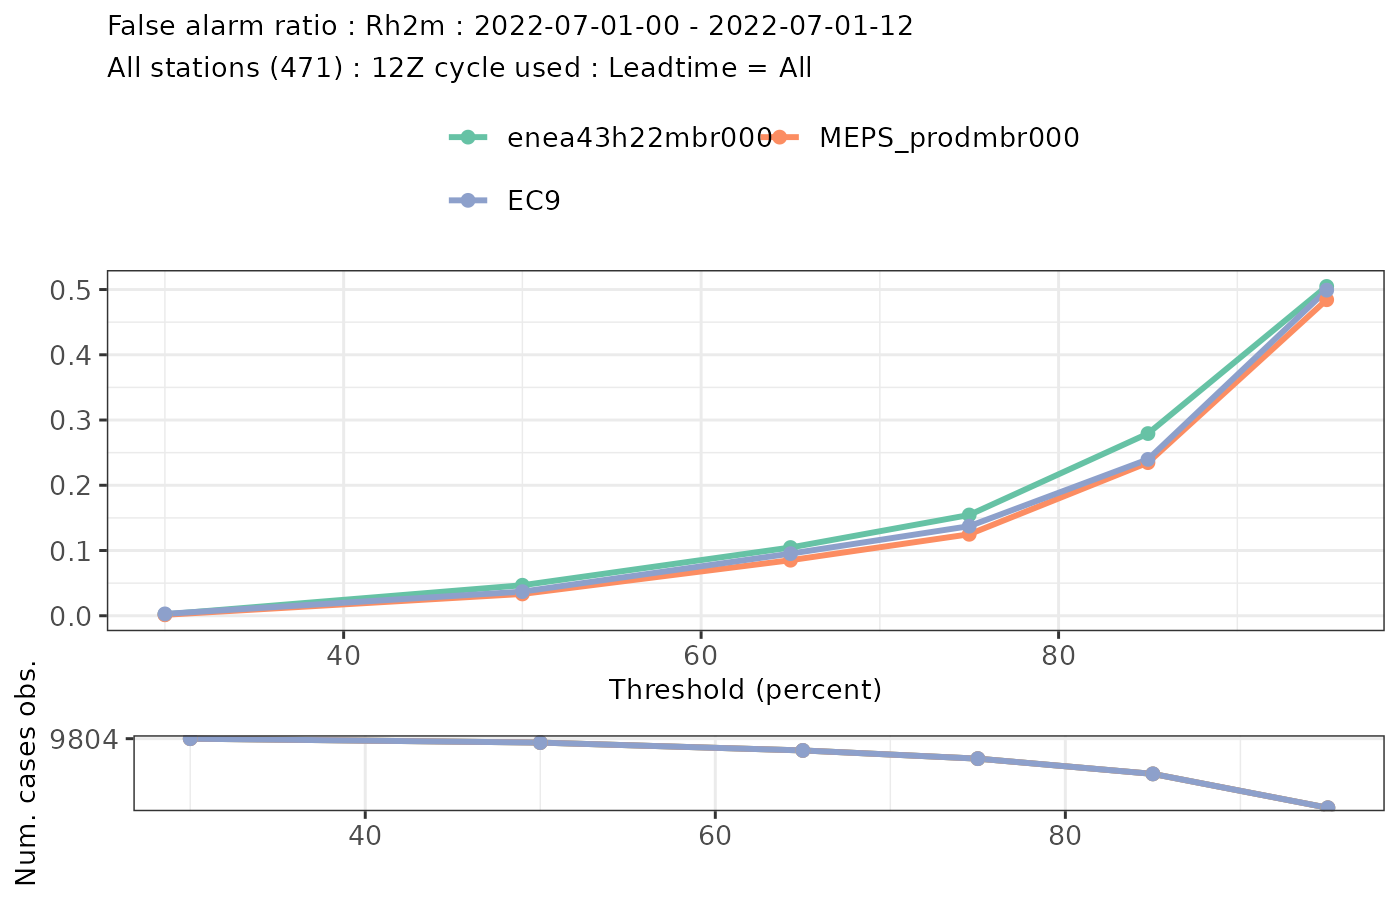 False alarm ratio : Rh2m : 2022-07-01-00 - 2022-07-01-12
All stations (471) : 12Z cycle used : Leadtime = All
enea43h22mbr000 MEPS_prodmbr000
EC9
0.5
0.4
0.3
0.2
0.1
0.0
40 60 80
Threshold (percent)
Num. cases obs.
9804
40 60 80